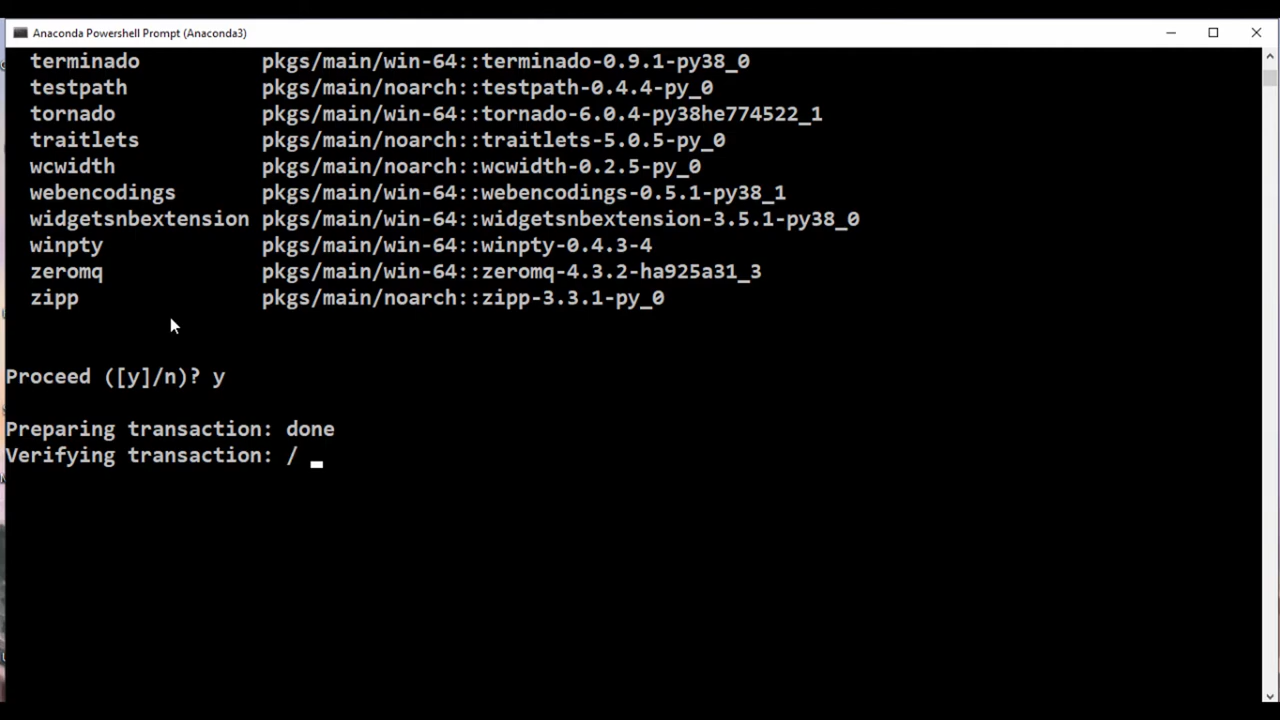 Anaconda Powershell Prompt (Anaconda3)
terminado pkgs/main/win-64::terminado-0.9.1-py38_0
testpath pkgs/main/noarch::testpath-0.4.4-py_0
tornado pkgs/main/win-64::tornado-6.0.4-py38he774522_1
traitlets pkgs/main/noarch::traitlets-5.0.5-py_0
wcwidth pkgs/main/noarch::wcwidth-0.2.5-py_0
webencodings pkgs/main/win-64::webencodings-0.5.1-py38_1
widgetsnbextension pkgs/main/win-64::widgetsnbextension-3.5.1-py38_0
winpty pkgs/main/win-64::winpty-0.4.3-4
zeromq pkgs/main/win-64::zeromq-4.3.2-ha925a31_3
zipp pkgs/main/noarch::zipp-3.3.1-py_0
Proceed ([y]/n)? y
Preparing transaction: done
Verifying transaction: /